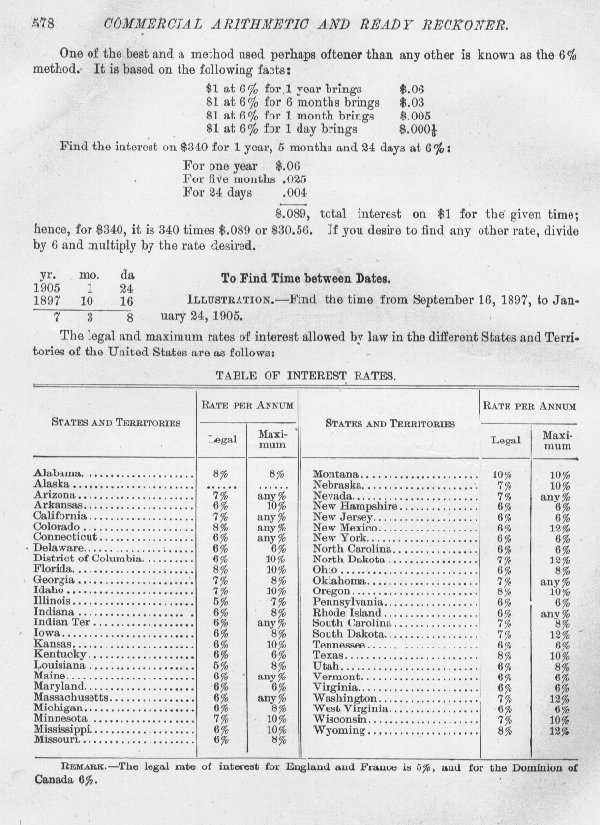 578 COMMERCIAL ARITHMETIC AND READY RECKONER.
One of the best and a method used perhaps oftener than any other is known as the 6%
method. It is based on the following facts:
$1 at 6% for 1 year brings $.06
$1 at 6% for 6 months brings $.03
$1 at 6% for 1 month brings $.005
$1 at 6% for 1 day brings $.000⅙
Find the interest on $340 for 1 year, 5 months and 24 days at 6%:
For one year $.06
For five months .025
For 24 days .004
$.089, total interest on $1 for the given time;
hence, for $340, it is 340 times $.089 or $30.56. If you desire to find any other rate, divide
by 6 and multiply by the rate desired.
yr. mo. da
1905 1 24
1897 10 16
7 3 8
To Find Time between Dates.
ILLUSTRATION.—Find the time from September 16, 1897, to Jan-
uary 24, 1905.
The legal and maximum rates of interest allowed by law in the different States and Terri-
tories of the United States are as follows:
TABLE OF INTEREST RATES.
STATES AND TERRITORIES RATE PER ANNUM STATES AND TERRITORIES RATE PER ANNUM
Legal Maxi-mum Legal Maxi-mum
Alabama 8% 8% Montana 10% 10%
Alaska ...... ...... Nebraska 7% 10%
Arizona 7% any% Nevada 7% any%
Arkansas 6% 10% New Hampshire 6% 6%
California 7% any% New Jersey 6% 6%
Colorado 8% any% New Mexico 6% 12%
Connecticut 6% any% New York 6% 6%
Delaware 6% 6% North Carolina 6% 6%
District of Columbia 6% 10% North Dakota 7% 12%
Florida 8% 10% Ohio 6% 8%
Georgia 7% 8% Oklahoma 7% any%
Idaho 7% 10% Oregon 8% 10%
Illinois 5% 7% Pennsylvania 6% 6%
Indiana 6% 8% Rhode Island 6% any%
Indian Ter 6% any% South Carolina 7% 8%
Iowa 6% 8% South Dakota 7% 12%
Kansas 6% 10% Tennessee 6% 6%
Kentucky 6% 6% Texas 8% 10%
Louisiana 5% 8% Utah 6% 8%
Maine 6% any% Vermont 6% 6%
Maryland 6% 6% Virginia 6% 6%
Massachusetts 6% any% Washington 7% 12%
Michigan 6% 8% West Virginia 6% 6%
Minnesota 7% 10% Wisconsin 7% 10%
Mississippi 6% 10% Wyoming 8% 12%
Missouri 6% 8%
REMARK.—The legal rate of interest for England and France is 5%, and for the Dominion of
Canada 6%.